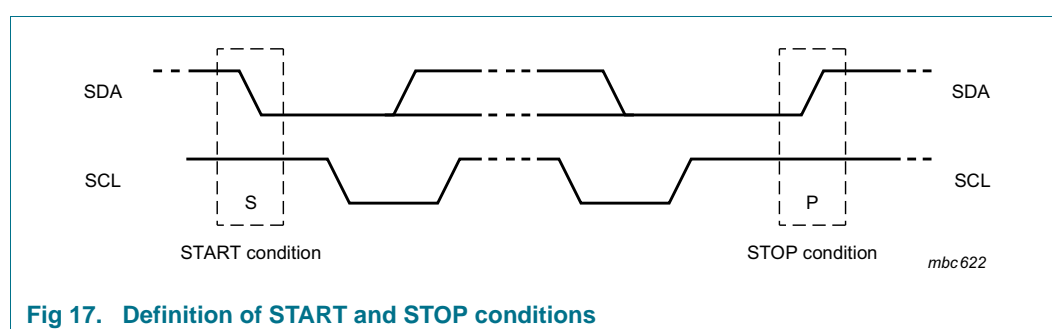 SDA
SDA
SCL
SCL
S
P
START condition
STOP condition
mbc622
Fig 17. Definition of START and STOP conditions